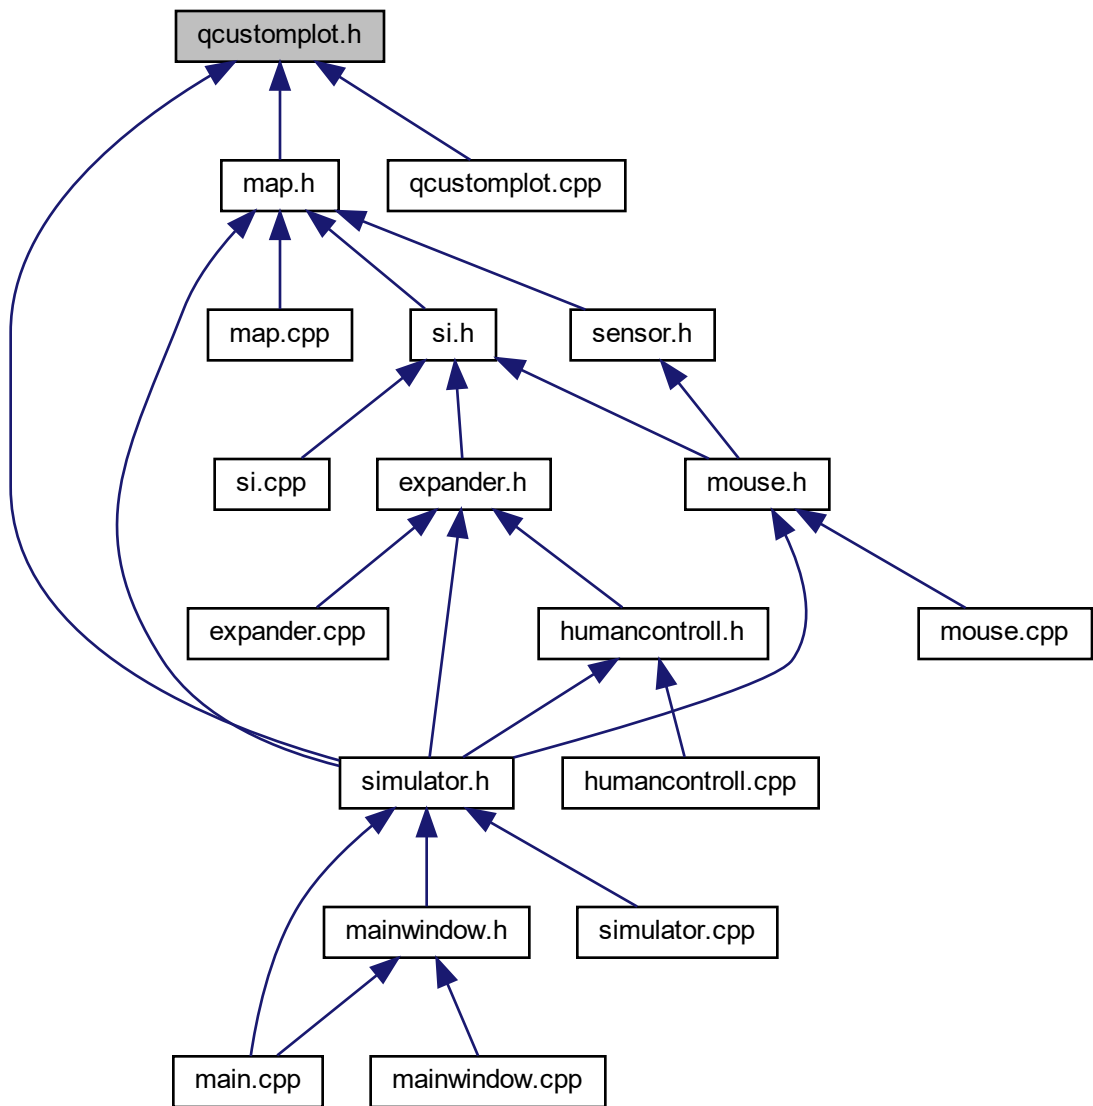 qcustomplot.h
map.h
qcustomplot.cpp
map.cpp
si.h
sensor.h
si.cpp
expander.h
mouse.h
expander.cpp
humancontroll.h
mouse.cpp
simulator.h
humancontroll.cpp
mainwindow.h
simulator.cpp
main.cpp
mainwindow.cpp